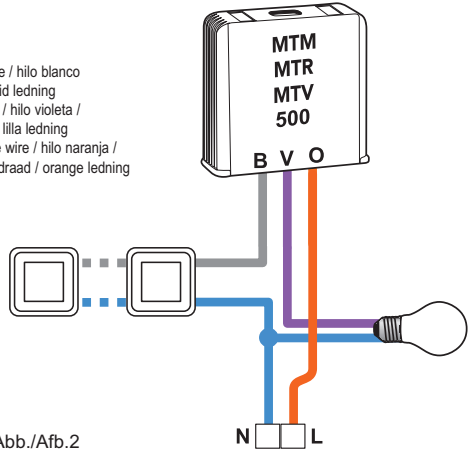 MTM
MTR
MTV
500
B V O
e / hilo blanco
id ledning
/ hilo violeta /
lilla ledning
e wire / hilo naranja /
draad / orange ledning
N L
Abb./Afb.2